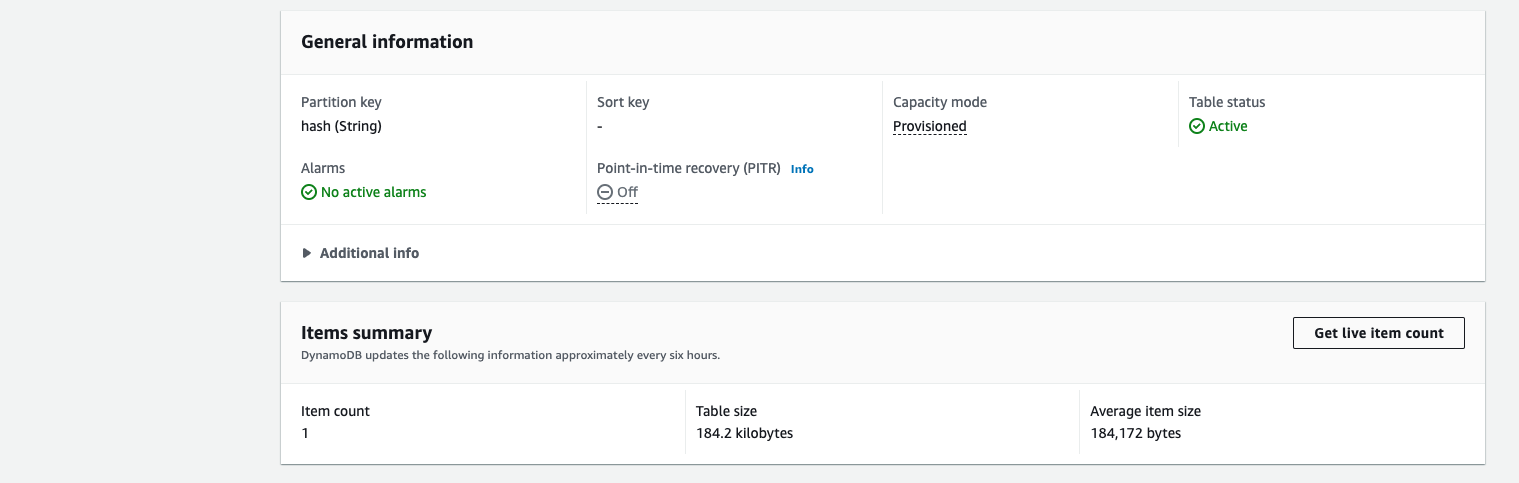 General information
Partition key
hash (String)
Sort key
-
Capacity mode
Provisioned
Table status
Active
Alarms
No active alarms
Point-in-time recovery (PITR) Info
Off
Additional info
Items summary
DynamoDB updates the following information approximately every six hours.
Get live item count
Item count
1
Table size
184.2 kilobytes
Average item size
184,172 bytes